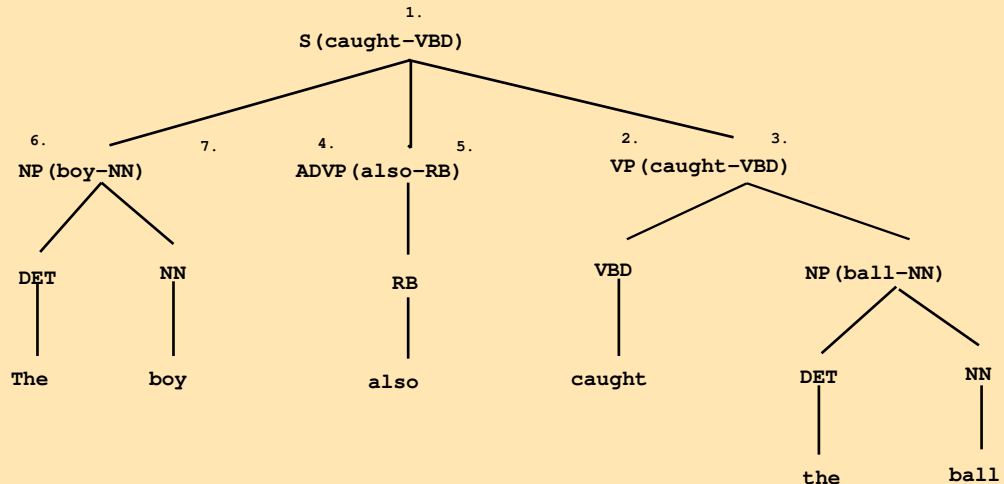 1.
S(caught–VBD)
6. 7. 4. 5. 2. 3.
NP(boy–NN) ADVP(also–RB) VP(caught–VBD)
DET NN RB VBD NP(ball–NN)
The boy also caught DET NN
the ball